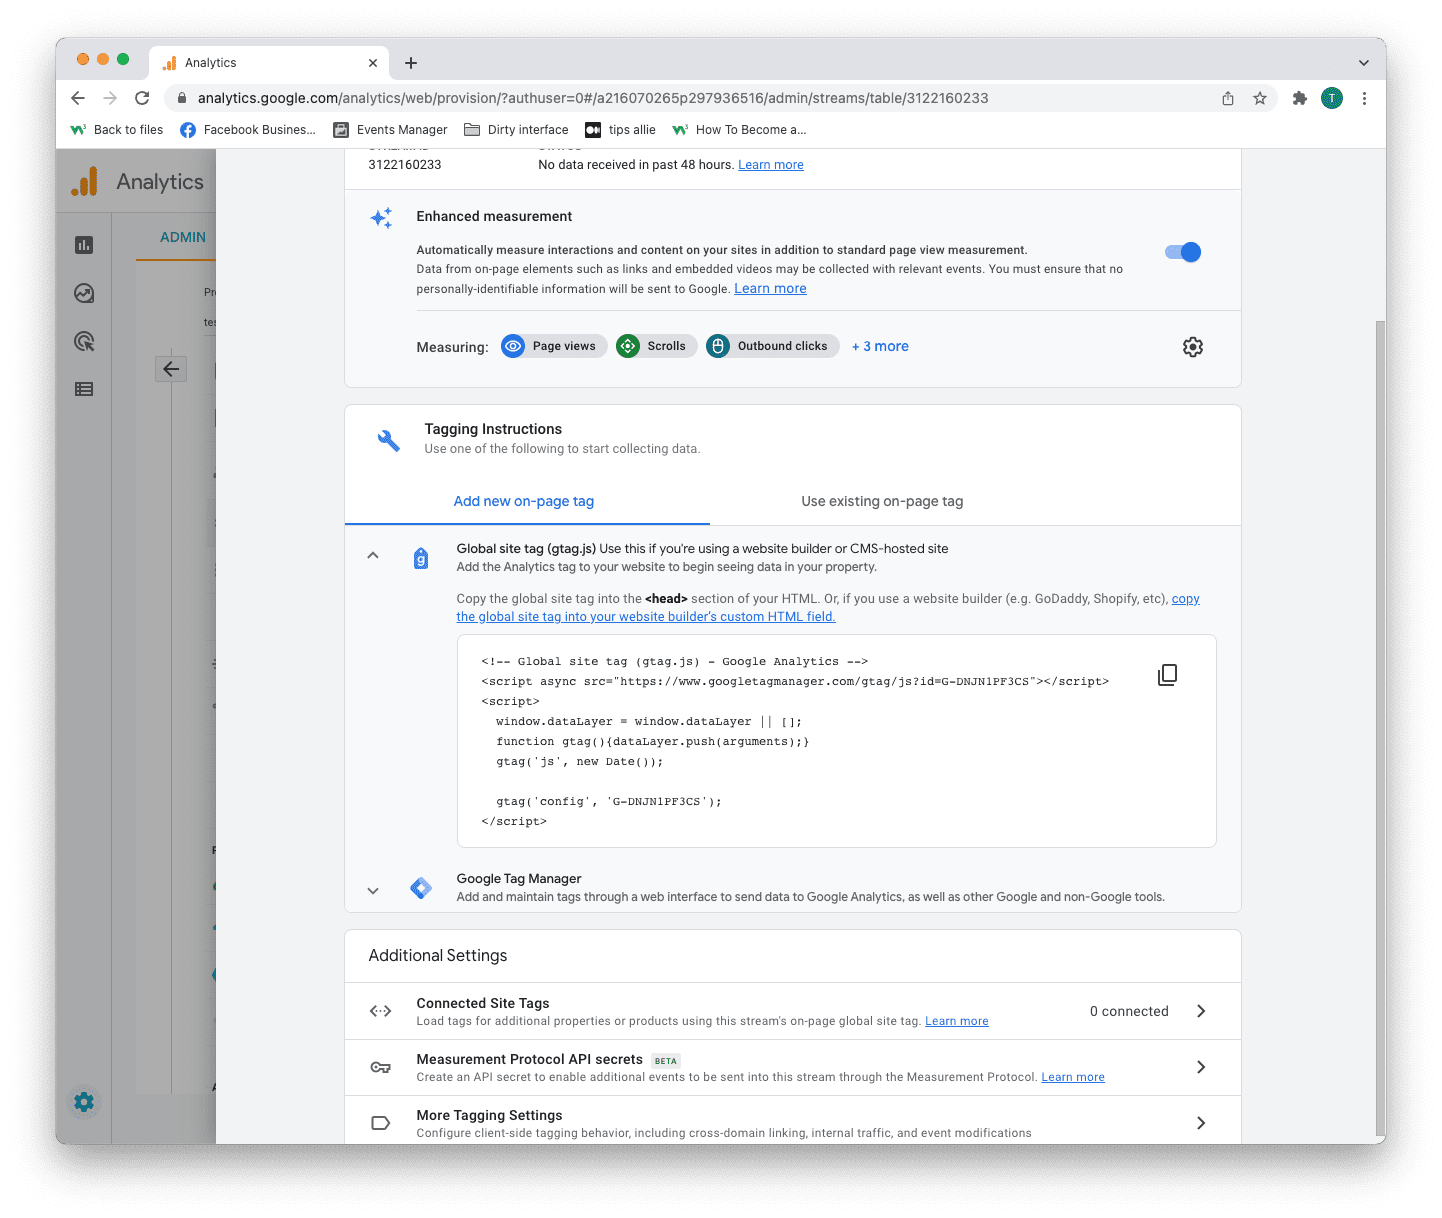 Analytics
analytics.google.com/analytics/web/provision/?authuser=0#/a216070265p297936516/admin/streams/table/3122160233
T
Back to files
Facebook Busines...
Events Manager
Dirty interface
tips allie
How To Become a...
Analytics
ADMIN
Pr
tes
3122160233
No data received in past 48 hours. Learn more
Enhanced measurement
Automatically measure interactions and content on your sites in addition to standard page view measurement.
Data from on-page elements such as links and embedded videos may be collected with relevant events. You must ensure that no
personally-identifiable information will be sent to Google. Learn more
Measuring: Page views Scrolls Outbound clicks + 3 more
Tagging Instructions
Use one of the following to start collecting data.
Add new on-page tag
Use existing on-page tag
Global site tag (gtag.js) Use this if you're using a website builder or CMS-hosted site
Add the Analytics tag to your website to begin seeing data in your property.
Copy the global site tag into the <head> section of your HTML. Or, if you use a website builder (e.g. GoDaddy, Shopify, etc), copy
the global site tag into your website builder's custom HTML field.
<!-- Global site tag (gtag.js) - Google Analytics -->
<script async src="https://www.googletagmanager.com/gtag/js?id=G-DNJN1PF3CS"></script>
<script>
window.dataLayer = window.dataLayer || [];
function gtag(){dataLayer.push(arguments);}
gtag('js', new Date());
gtag('config', 'G-DNJN1PF3CS');
</script>
g
Google Tag Manager
Add and maintain tags through a web interface to send data to Google Analytics, as well as other Google and non-Google tools.
Additional Settings
Connected Site Tags
Load tags for additional properties or products using this stream's on-page global site tag. Learn more
0 connected
Measurement Protocol API secrets BETA
Create an API secret to enable additional events to be sent into this stream through the Measurement Protocol. Learn more
More Tagging Settings
Configure client-side tagging behavior, including cross-domain linking, internal traffic, and event modifications